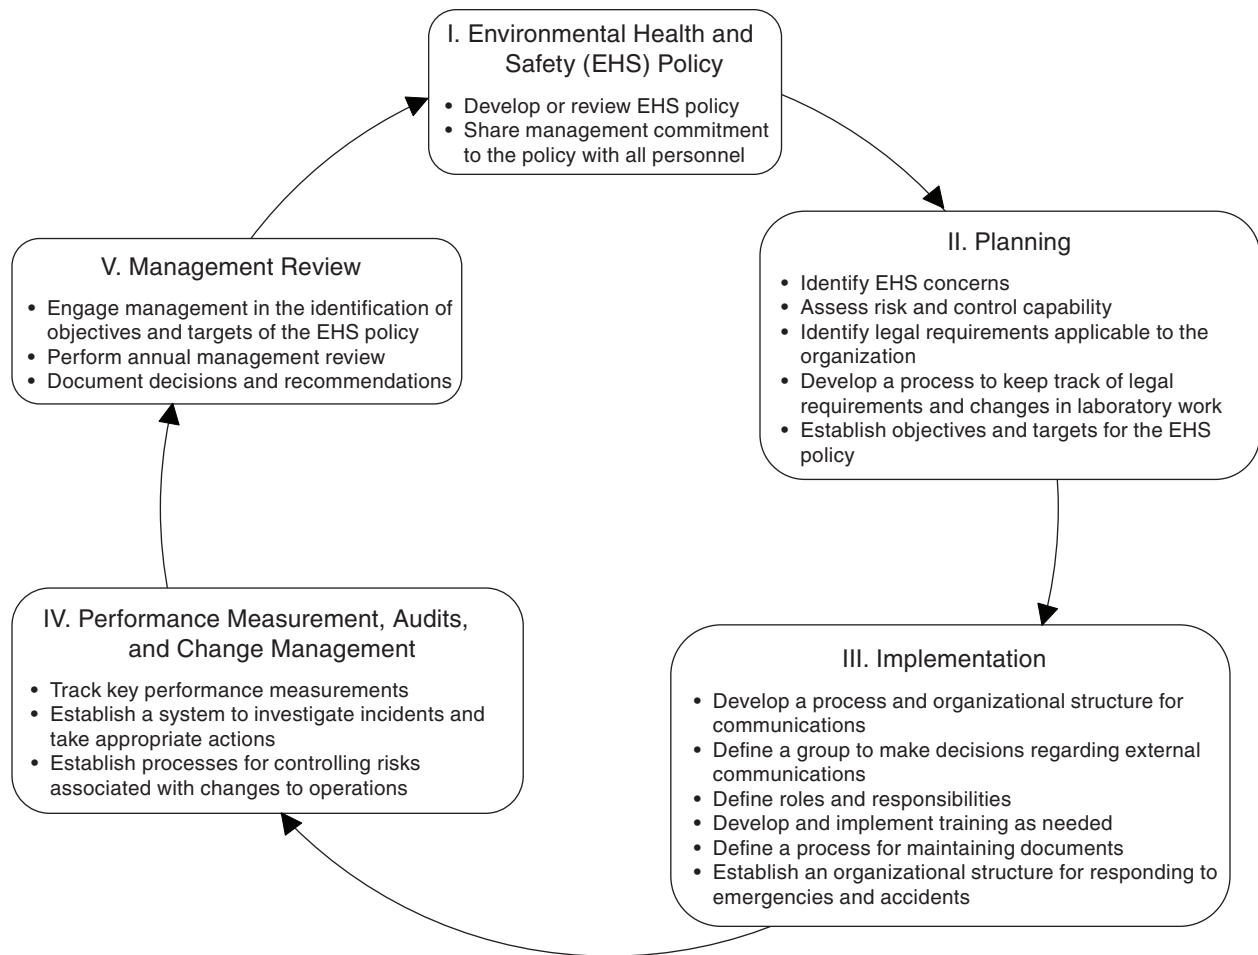 I. Environmental Health and
Safety (EHS) Policy
• Develop or review EHS policy
• Share management commitment
to the policy with all personnel
II. Planning
• Identify EHS concerns
• Assess risk and control capability
• Identify legal requirements applicable to the
organization
• Develop a process to keep track of legal
requirements and changes in laboratory work
• Establish objectives and targets for the EHS
policy
III. Implementation
• Develop a process and organizational structure for
communications
• Define a group to make decisions regarding external
communications
• Define roles and responsibilities
• Develop and implement training as needed
• Define a process for maintaining documents
• Establish an organizational structure for responding to
emergencies and accidents
IV. Performance Measurement, Audits,
and Change Management
• Track key performance measurements
• Establish a system to investigate incidents and
take appropriate actions
• Establish processes for controlling risks
associated with changes to operations
V. Management Review
• Engage management in the identification of
objectives and targets of the EHS policy
• Perform annual management review
• Document decisions and recommendations